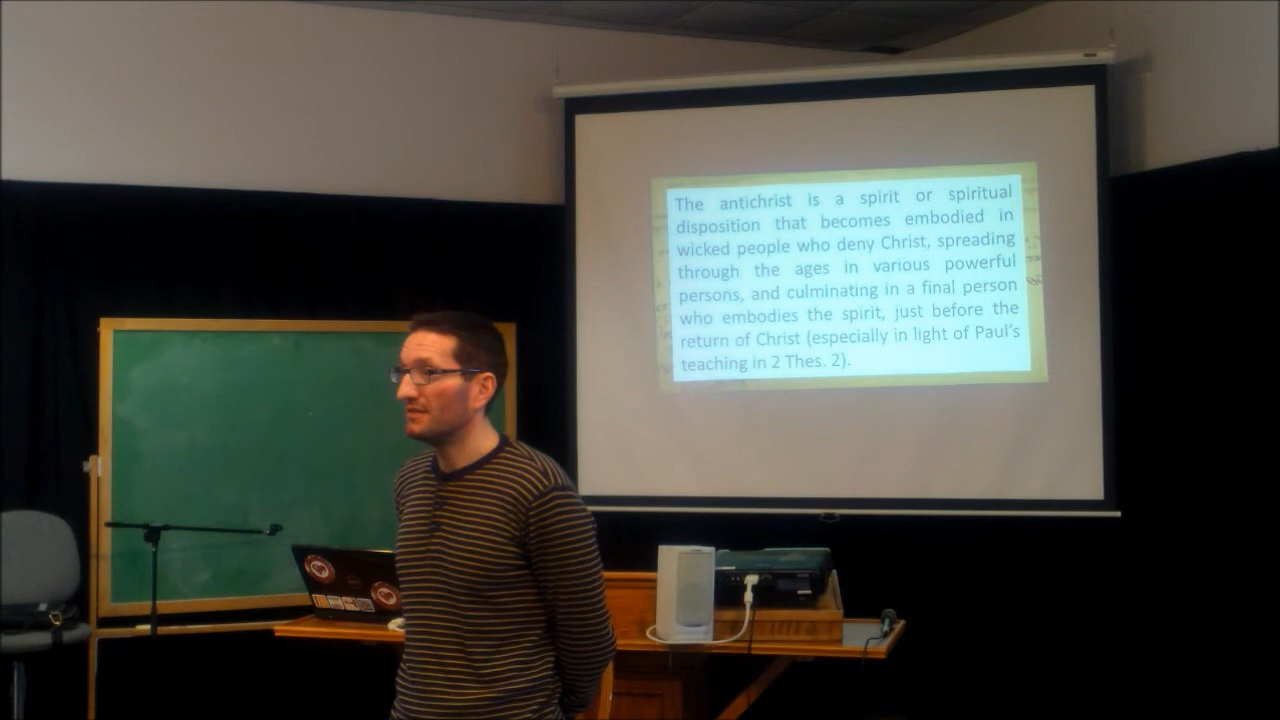 The antichrist is a spirit or spiritual
disposition that becomes embodied in
wicked people who deny Christ, spreading
through the ages in various powerful
persons, and culminating in a final person
who embodies the spirit, just before the
return of Christ (especially in light of Paul's
teaching in 2 Thes. 2).